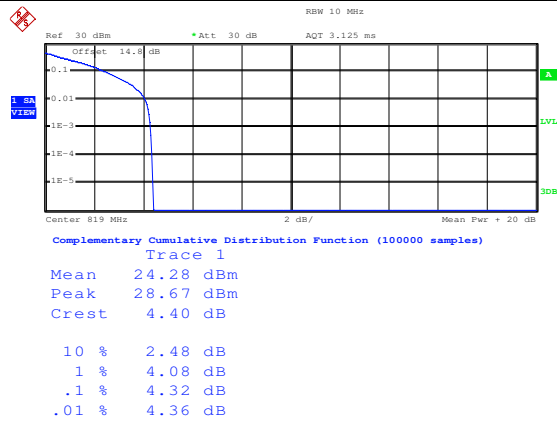 RBW 10 MHz
Ref 30 dBm *Att 30 dB AQT 3.125 ms
Offset 14.8 dB
0.1
A
0.01
1 SA
VIEW
LVL
1E-3
1E-4
1E-5
3DB
Center 819 MHz 2 dB/ Mean Pwr + 20 dB
Complementary Cumulative Distribution Function (100000 samples)
Trace 1
Mean 24.28 dBm
Peak 28.67 dBm
Crest 4.40 dB
10 % 2.48 dB
1 % 4.08 dB
.1 % 4.32 dB
.01 % 4.36 dB